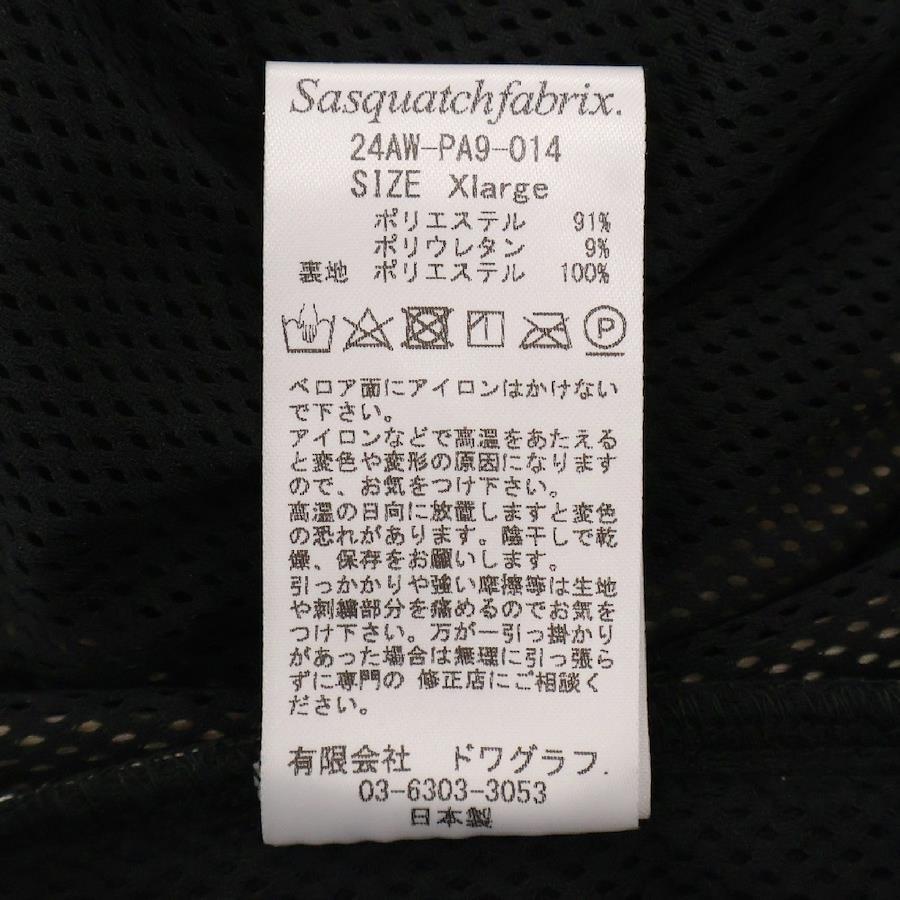 Sasquatchfabrix.
24AW-PA9-014
SIZE Xlarge
ポリエステル 91%
ポリウレタン 9%
裏地 ポリエステル 100%
P
ベロア面にアイロンはかけない
で下さい。
アイロンなどで高温をあたえる
と変色や変形の原因になります
ので、お気をつけ下さい。
高温の日向に放置しますと変色
の恐れがあります。陰干しで乾
燥、保存をお願いします。
引っかかりや強い摩擦等は生地
や刺繍部分を痛めるのでお気を
つけ下さい。万が一引っ掛かり
があった場合は無理に引っ張ら
ずに専門の 修正店にご相談く
ださい。
有限会社 ドワグラフ.
03-6303-3053
日本製